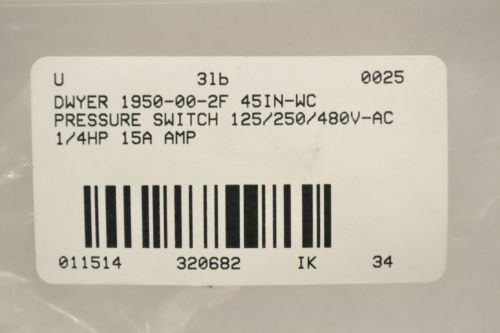 U 31b 0025
DWYER 1950-00-2F 45IN-WC
PRESSURE SWITCH 125/250/480V-AC
1/4HP 15A AMP
011514 320682 IK 34